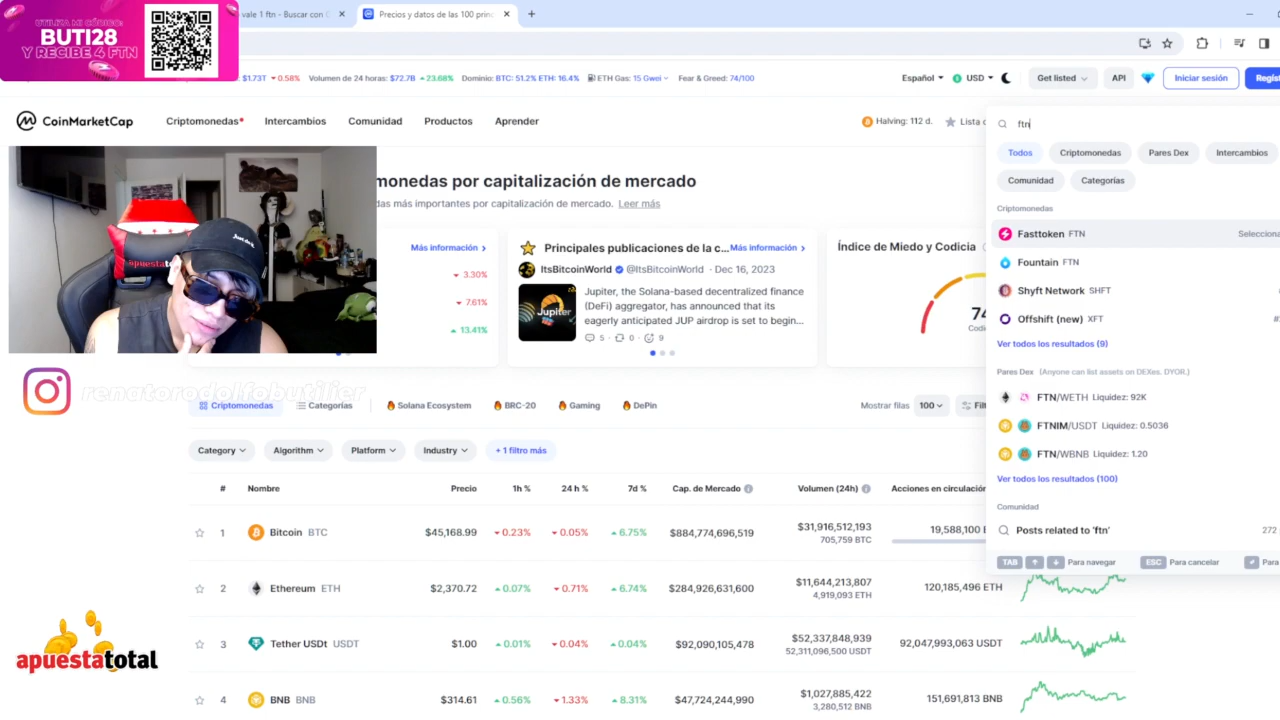 UTILIZA MI CÓDIGO:
BUTI28
Y RECIBE 4 FTN
vale 1 ftn - Buscar con
Precios y datos de las 100 prin
$1.73T 0.58% Volumen de 24 horas: $72.7B 23.68% Dominio: BTC: 51.2% ETH: 16.4% ETH Gas: 15 Gwei Fear & Greed: 74/100
Español USD Get listed API Iniciar sesión
CoinMarketCap Criptomonedas Intercambios Comunidad Productos Aprender
Halving: 112 d. Lista
ftn
Todos Criptomonedas Pares Dex Intercambios
Comunidad Categorías
Criptomonedas
Fasttoken FTN
Fountain FTN
Shyft Network SHFT
Offshift (new) XFT
Ver todos los resultados (9)
Pares Dex (Anyone can list assets on DEXes. DYOR.)
FTN/WETH Liquidez: 92K
FTNIM/USDT Liquidez: 0.5036
FTN/WBNB Liquidez: 1.20
Ver todos los resultados (100)
Comunidad
Posts related to 'ftn' 272
TAB Para navegar ESC Para cancelar Para
monedas por capitalización de mercado
das más importantes por capitalización de mercado. Leer más
Más información
3.30%
7.61%
13.41%
Principales publicaciones de la c... Más información
ItsBitcoinWorld @ItsBitcoinWorld · Dec 16, 2023
Jupiter
Jupiter, the Solana-based decentralized finance
(DeFi) aggregator, has announced that its
eagerly anticipated JUP airdrop is set to begin...
5 · 0 · 9
Índice de Miedo y Codicia
74
apuestato
renatorodolfobutilier
Criptomonedas Categorías Solana Ecosystem BRC-20 Gaming DePin Mostrar filas 100
Category Algorithm Platform Industry + 1 filtro más
# Nombre Precio 1h % 24 h % 7d % Cap. de Mercado Volumen (24h) Acciones en circulación
1 Bitcoin BTC $45,168.99 0.23% 0.05% 6.75% $884,774,696,519 $31,916,512,193 19,588,100
705,759 BTC
2 Ethereum ETH $2,370.72 0.07% 0.71% 6.74% $284,926,631,600 $11,644,213,807 120,185,495 ETH
4,919,093 ETH
3 Tether USDt USDT $1.00 0.01% 0.04% 0.04% $92,090,105,478 $52,337,848,939 92,047,993,063 USDT
52,311,096,500 USDT
4 BNB BNB $314.61 0.56% 1.33% 8.31% $47,724,244,990 $1,027,885,422 151,691,813 BNB
3,280,512 BNB
apuestatotal